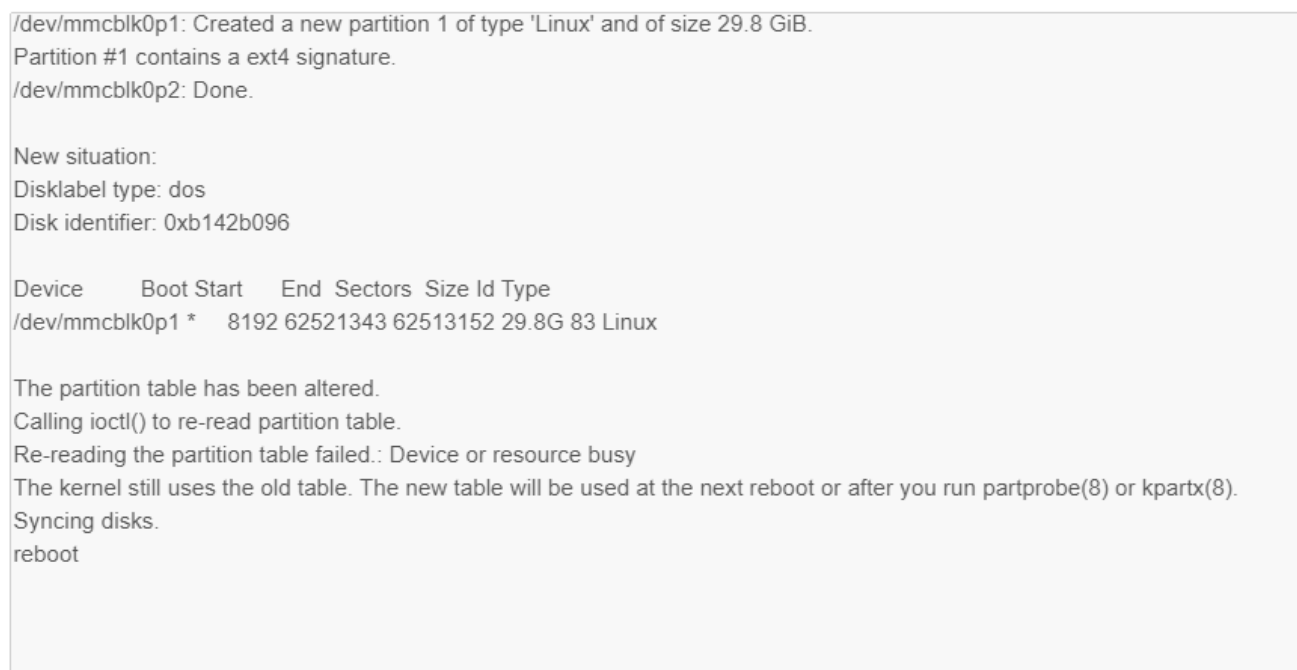 /dev/mmcblk0p1: Created a new partition 1 of type 'Linux' and of size 29.8 GiB.
Partition #1 contains a ext4 signature.
/dev/mmcblk0p2: Done.
New situation:
Disklabel type: dos
Disk identifier: 0xb142b096
Device Boot Start End Sectors Size Id Type
/dev/mmcblk0p1 * 8192 62521343 62513152 29.8G 83 Linux
The partition table has been altered.
Calling ioctl() to re-read partition table.
Re-reading the partition table failed.: Device or resource busy
The kernel still uses the old table. The new table will be used at the next reboot or after you run partprobe(8) or kpartx(8).
Syncing disks.
reboot